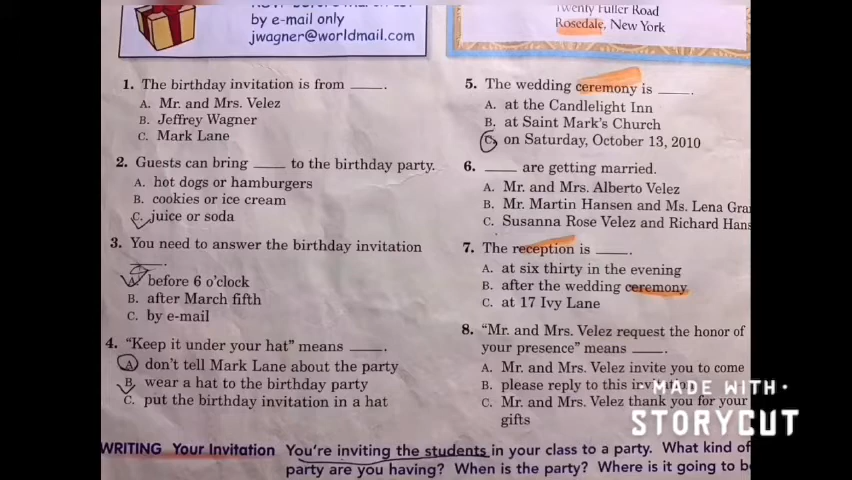 by e-mail only
jwagner@worldmail.com
Twenty Fuller Road
Rosedale, New York
1. The birthday invitation is from ____.
A. Mr. and Mrs. Velez
B. Jeffrey Wagner
C. Mark Lane
2. Guests can bring ____ to the birthday party.
A. hot dogs or hamburgers
B. cookies or ice cream
C. juice or soda
3. You need to answer the birthday invitation
____.
A. before 6 o'clock
B. after March fifth
C. by e-mail
4. "Keep it under your hat" means ____.
A. don't tell Mark Lane about the party
B. wear a hat to the birthday party
C. put the birthday invitation in a hat
5. The wedding ceremony is ____.
A. at the Candlelight Inn
B. at Saint Mark's Church
C. on Saturday, October 13, 2010
6. ____ are getting married.
A. Mr. and Mrs. Alberto Velez
B. Mr. Martin Hansen and Ms. Lena Gra
C. Susanna Rose Velez and Richard Hans
7. The reception is ____.
A. at six thirty in the evening
B. after the wedding ceremony
C. at 17 Ivy Lane
8. "Mr. and Mrs. Velez request the honor of
your presence" means ____.
A. Mr. and Mrs. Velez invite you to come
B. please reply to this invitation
C. Mr. and Mrs. Velez thank you for your
gifts
MADE WITH
STORYCUT
WRITING Your Invitation You're inviting the students in your class to a party. What kind of
party are you having? When is the party? Where is it going to b